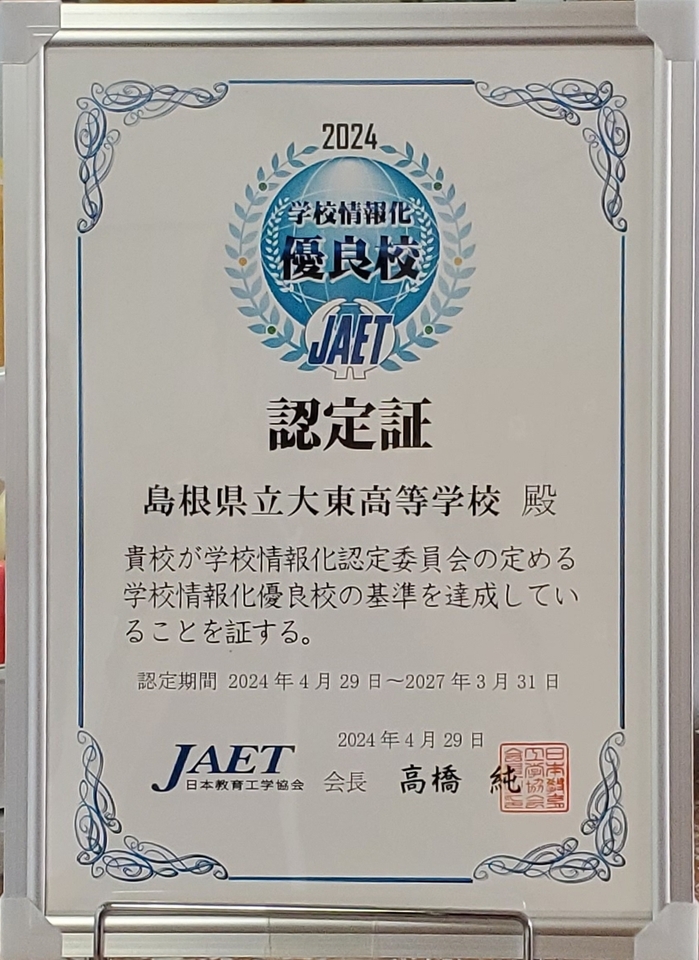 2024
学校情報化
優良校
JAET
認定証
島根県立大東高等学校 殿
貴校が学校情報化認定委員会の定める
学校情報化優良校の基準を達成してい
ることを証する。
認定期間 2024年4月29日～2027年3月31日
2024年4月29日
JAET
日本教育工学協会 会長 高橋 純